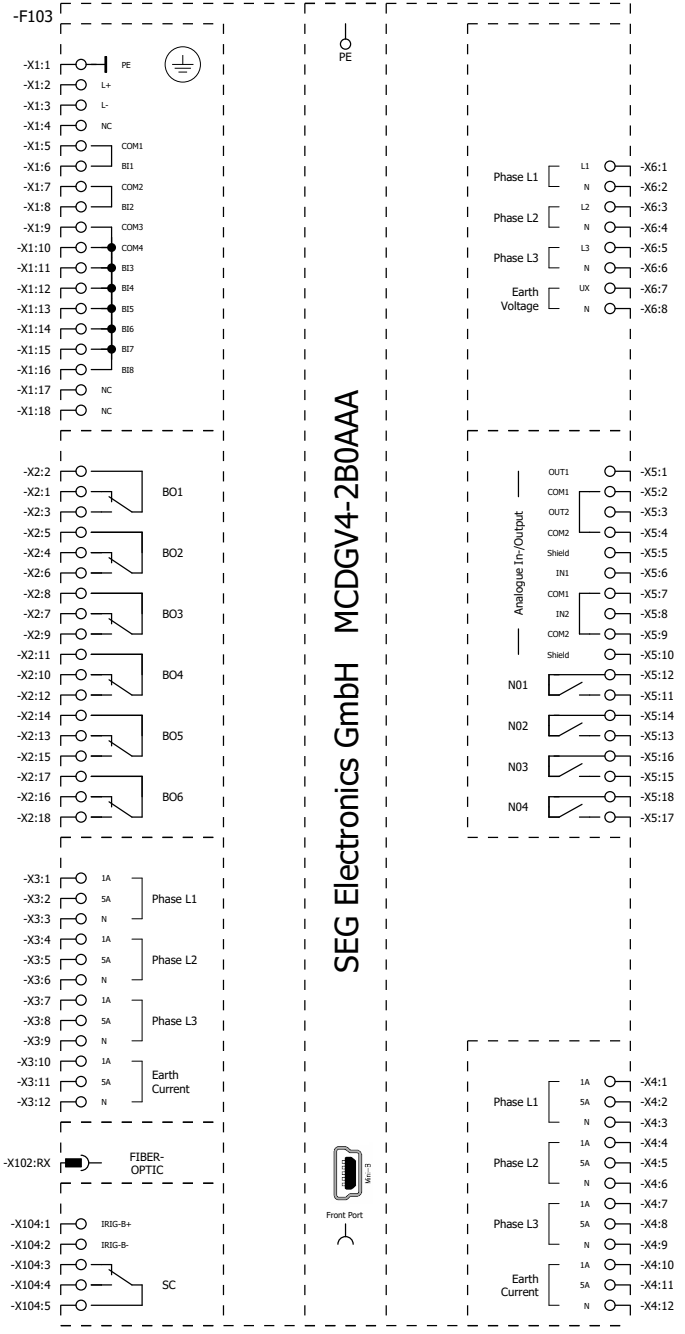 -F103
PE
-X1:1 PE
-X1:2 L+
-X1:3 L-
-X1:4 NC
-X1:5 COM1
-X1:6 BI1
-X1:7 COM2
-X1:8 BI2
-X1:9 COM3
-X1:10 COM4
-X1:11 BI3
-X1:12 BI4
-X1:13 BI5
-X1:14 BI6
-X1:15 BI7
-X1:16 BI8
-X1:17 NC
-X1:18 NC
-X2:2
-X2:1 BO1
-X2:3
-X2:5
-X2:4 BO2
-X2:6
-X2:8
-X2:7 BO3
-X2:9
-X2:11
-X2:10 BO4
-X2:12
-X2:14
-X2:13 BO5
-X2:15
-X2:17
-X2:16 BO6
-X2:18
-X3:1 1A
-X3:2 5A Phase L1
-X3:3 N
-X3:4 1A
-X3:5 5A Phase L2
-X3:6 N
-X3:7 1A
-X3:8 5A Phase L3
-X3:9 N
-X3:10 1A
Earth
-X3:11 5A
Current
-X3:12 N
-X102:RX
FIBER-
OPTIC
-X104:1 IRIG-B+
-X104:2 IRIG-B-
-X104:3
-X104:4 SC
-X104:5
SEG Electronics GmbH MCDGV4-2B0AAA
Mini-B
Front Port
L1 -X6:1
Phase L1
N -X6:2
L2 -X6:3
Phase L2
N -X6:4
L3 -X6:5
Phase L3
N -X6:6
Earth UX -X6:7
Voltage N -X6:8
Analogue In-/Output
OUT1 -X5:1
COM1 -X5:2
OUT2 -X5:3
COM2 -X5:4
Shield -X5:5
IN1 -X5:6
COM1 -X5:7
IN2 -X5:8
COM2 -X5:9
Shield -X5:10
-X5:12
N01
-X5:11
-X5:14
N02
-X5:13
-X5:16
N03
-X5:15
-X5:18
N04
-X5:17
1A -X4:1
Phase L1 5A -X4:2
N -X4:3
1A -X4:4
Phase L2 5A -X4:5
N -X4:6
1A -X4:7
Phase L3 5A -X4:8
N -X4:9
1A -X4:10
Earth
5A -X4:11
Current
N -X4:12